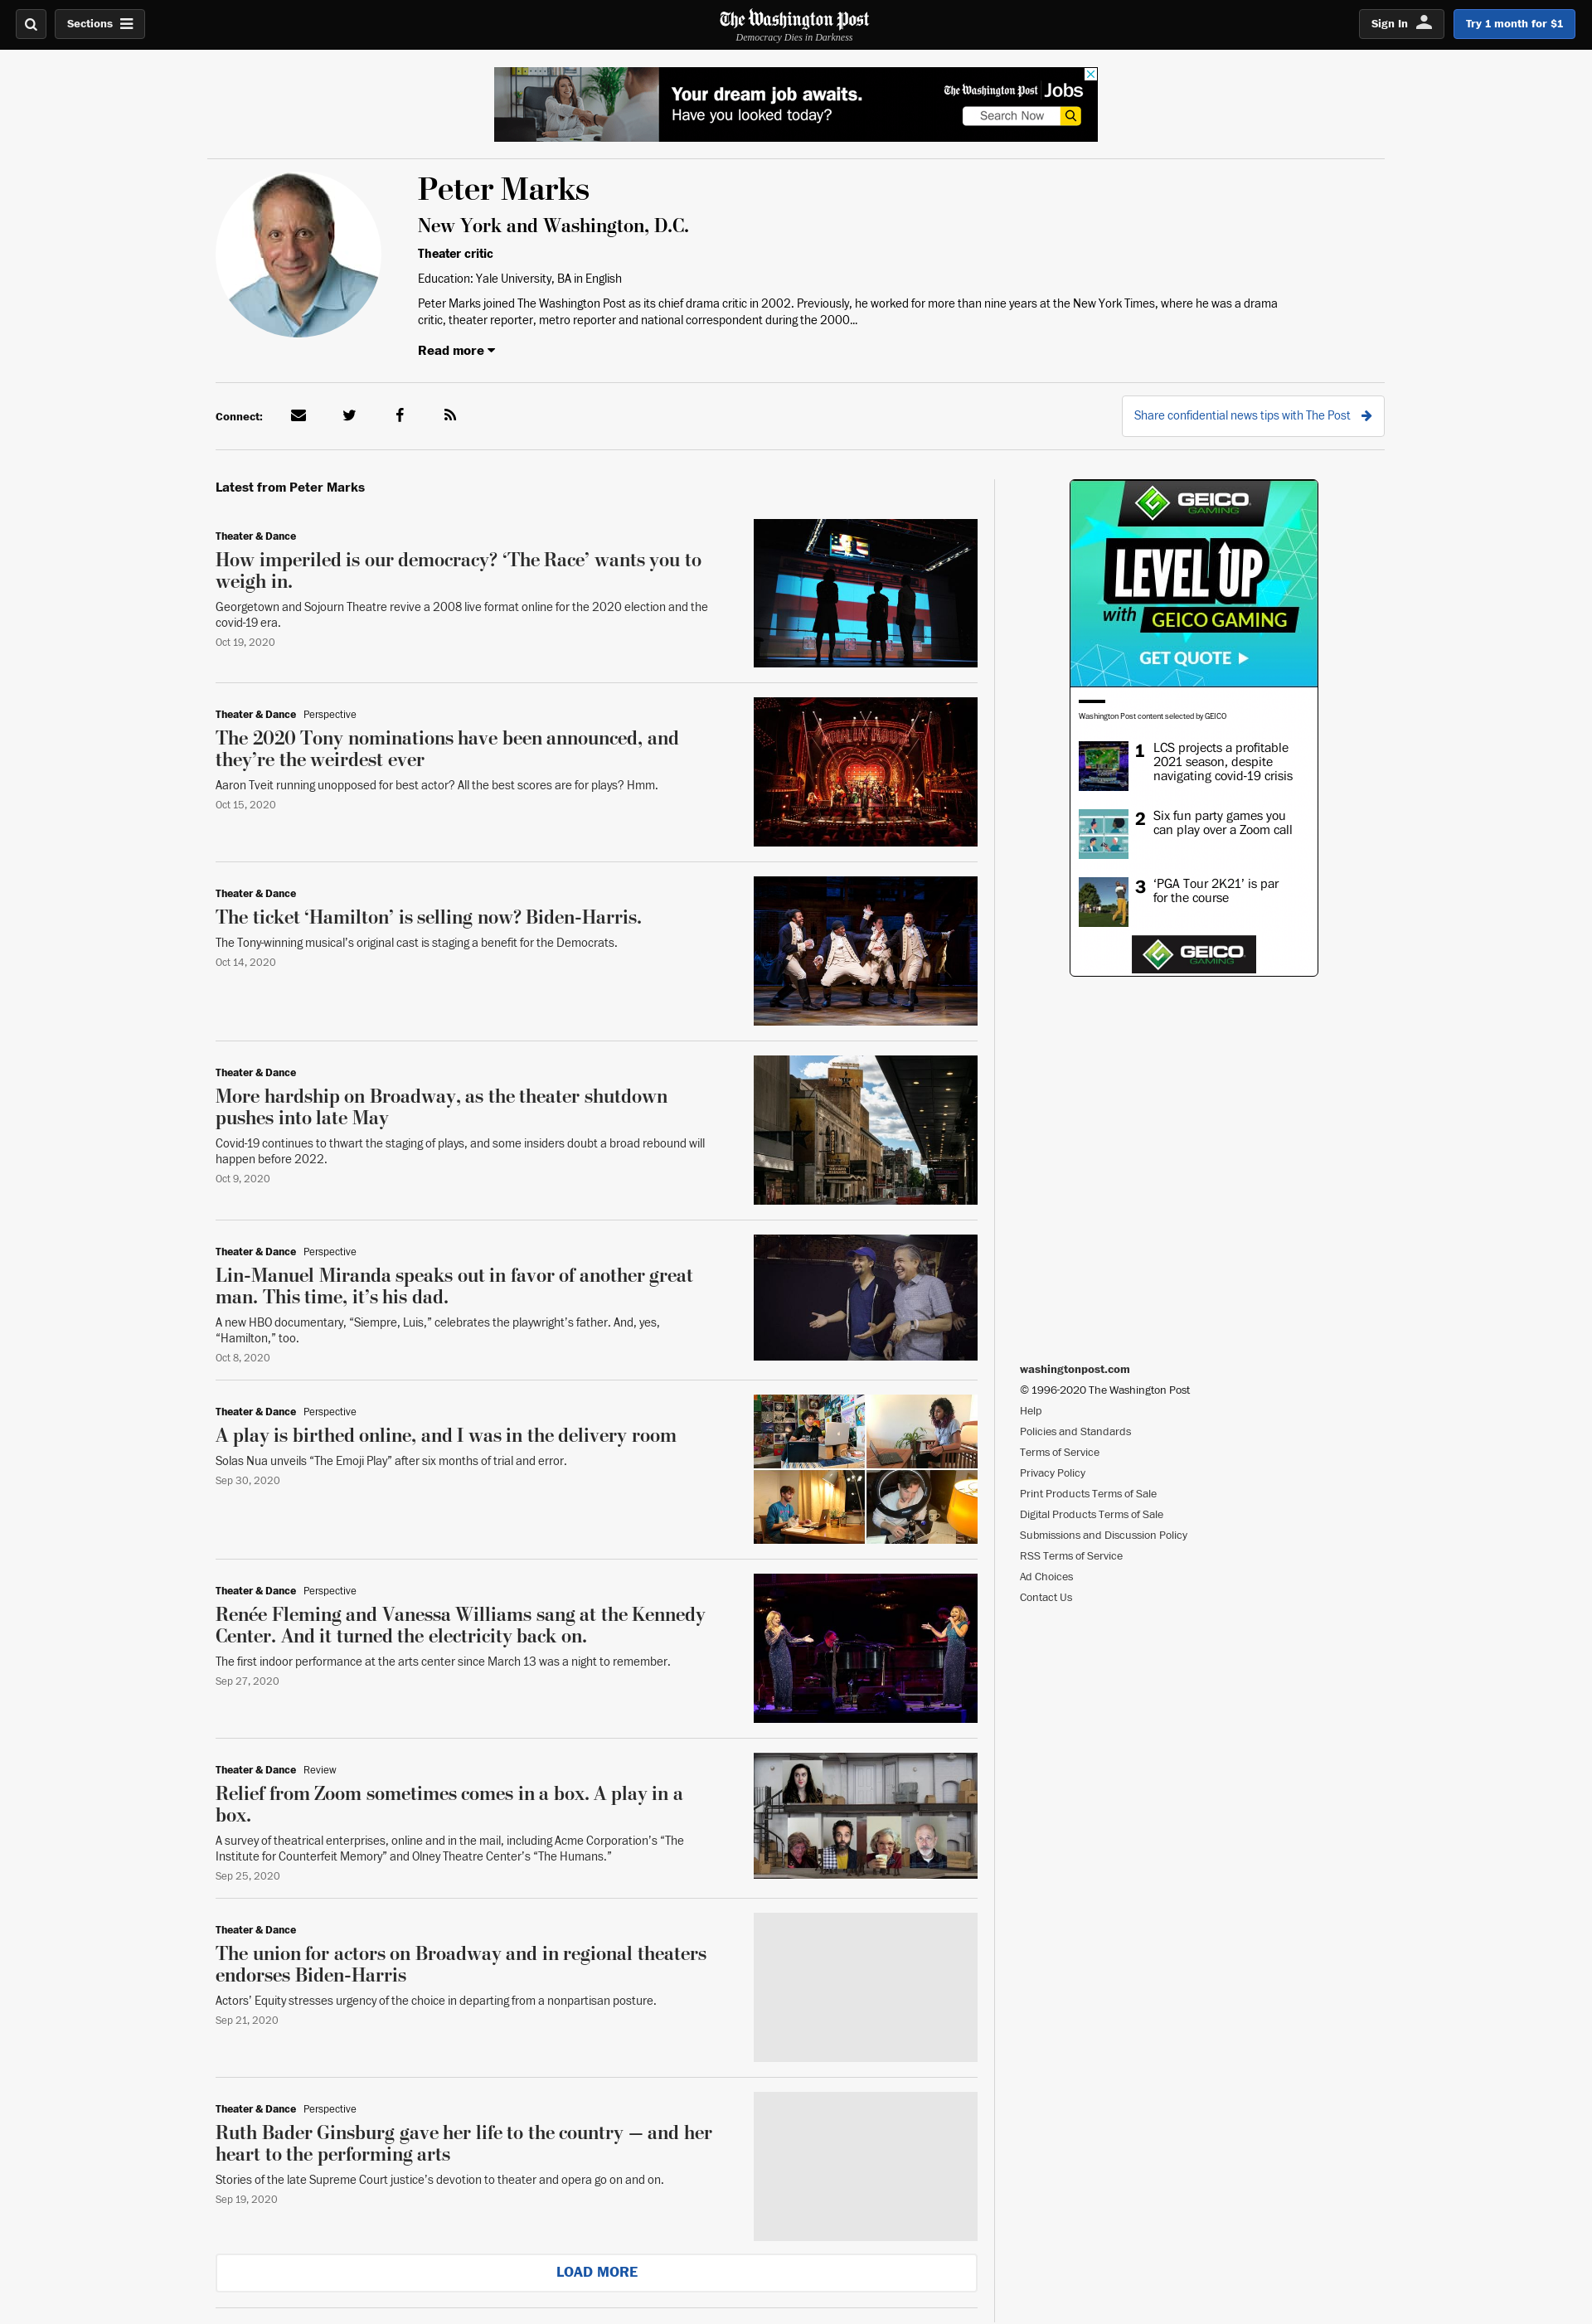 Sections
The Washington Post
Democracy Dies in Darkness
Sign In
Try 1 month for $1
Your dream job awaits.
Have you looked today?
The Washington Post Jobs
Search Now
Peter Marks
New York and Washington, D.C.
Theater critic
Education: Yale University, BA in English
Peter Marks joined The Washington Post as its chief drama critic in 2002. Previously, he worked for more than nine years at the New York Times, where he was a drama
critic, theater reporter, metro reporter and national correspondent during the 2000...
Read more
Connect:
Share confidential news tips with The Post
Latest from Peter Marks
Theater & Dance
How imperiled is our democracy? ‘The Race’ wants you to
weigh in.
Georgetown and Sojourn Theatre revive a 2008 live format online for the 2020 election and the
covid-19 era.
Oct 19, 2020
Theater & Dance Perspective
The 2020 Tony nominations have been announced, and
they’re the weirdest ever
Aaron Tveit running unopposed for best actor? All the best scores are for plays? Hmm.
Oct 15, 2020
MOULIN ROUGE
Theater & Dance
The ticket ‘Hamilton’ is selling now? Biden-Harris.
The Tony-winning musical’s original cast is staging a benefit for the Democrats.
Oct 14, 2020
Theater & Dance
More hardship on Broadway, as the theater shutdown
pushes into late May
Covid-19 continues to thwart the staging of plays, and some insiders doubt a broad rebound will
happen before 2022.
Oct 9, 2020
Theater & Dance Perspective
Lin-Manuel Miranda speaks out in favor of another great
man. This time, it’s his dad.
A new HBO documentary, “Siempre, Luis,” celebrates the playwright’s father. And, yes,
“Hamilton,” too.
Oct 8, 2020
Theater & Dance Perspective
A play is birthed online, and I was in the delivery room
Solas Nua unveils “The Emoji Play” after six months of trial and error.
Sep 30, 2020
Theater & Dance Perspective
Renée Fleming and Vanessa Williams sang at the Kennedy
Center. And it turned the electricity back on.
The first indoor performance at the arts center since March 13 was a night to remember.
Sep 27, 2020
Theater & Dance Review
Relief from Zoom sometimes comes in a box. A play in a
box.
A survey of theatrical enterprises, online and in the mail, including Acme Corporation’s “The
Institute for Counterfeit Memory” and Olney Theatre Center’s “The Humans.”
Sep 25, 2020
Theater & Dance
The union for actors on Broadway and in regional theaters
endorses Biden-Harris
Actors’ Equity stresses urgency of the choice in departing from a nonpartisan posture.
Sep 21, 2020
Theater & Dance Perspective
Ruth Bader Ginsburg gave her life to the country — and her
heart to the performing arts
Stories of the late Supreme Court justice’s devotion to theater and opera go on and on.
Sep 19, 2020
LOAD MORE
GEICO
GAMING
LEVEL UP
with GEICO GAMING
GET QUOTE
Washington Post content selected by GEICO
1 LCS projects a profitable
2021 season, despite
navigating covid-19 crisis
2 Six fun party games you
can play over a Zoom call
3 ‘PGA Tour 2K21’ is par
for the course
GEICO
GAMING
washingtonpost.com
© 1996-2020 The Washington Post
Help
Policies and Standards
Terms of Service
Privacy Policy
Print Products Terms of Sale
Digital Products Terms of Sale
Submissions and Discussion Policy
RSS Terms of Service
Ad Choices
Contact Us